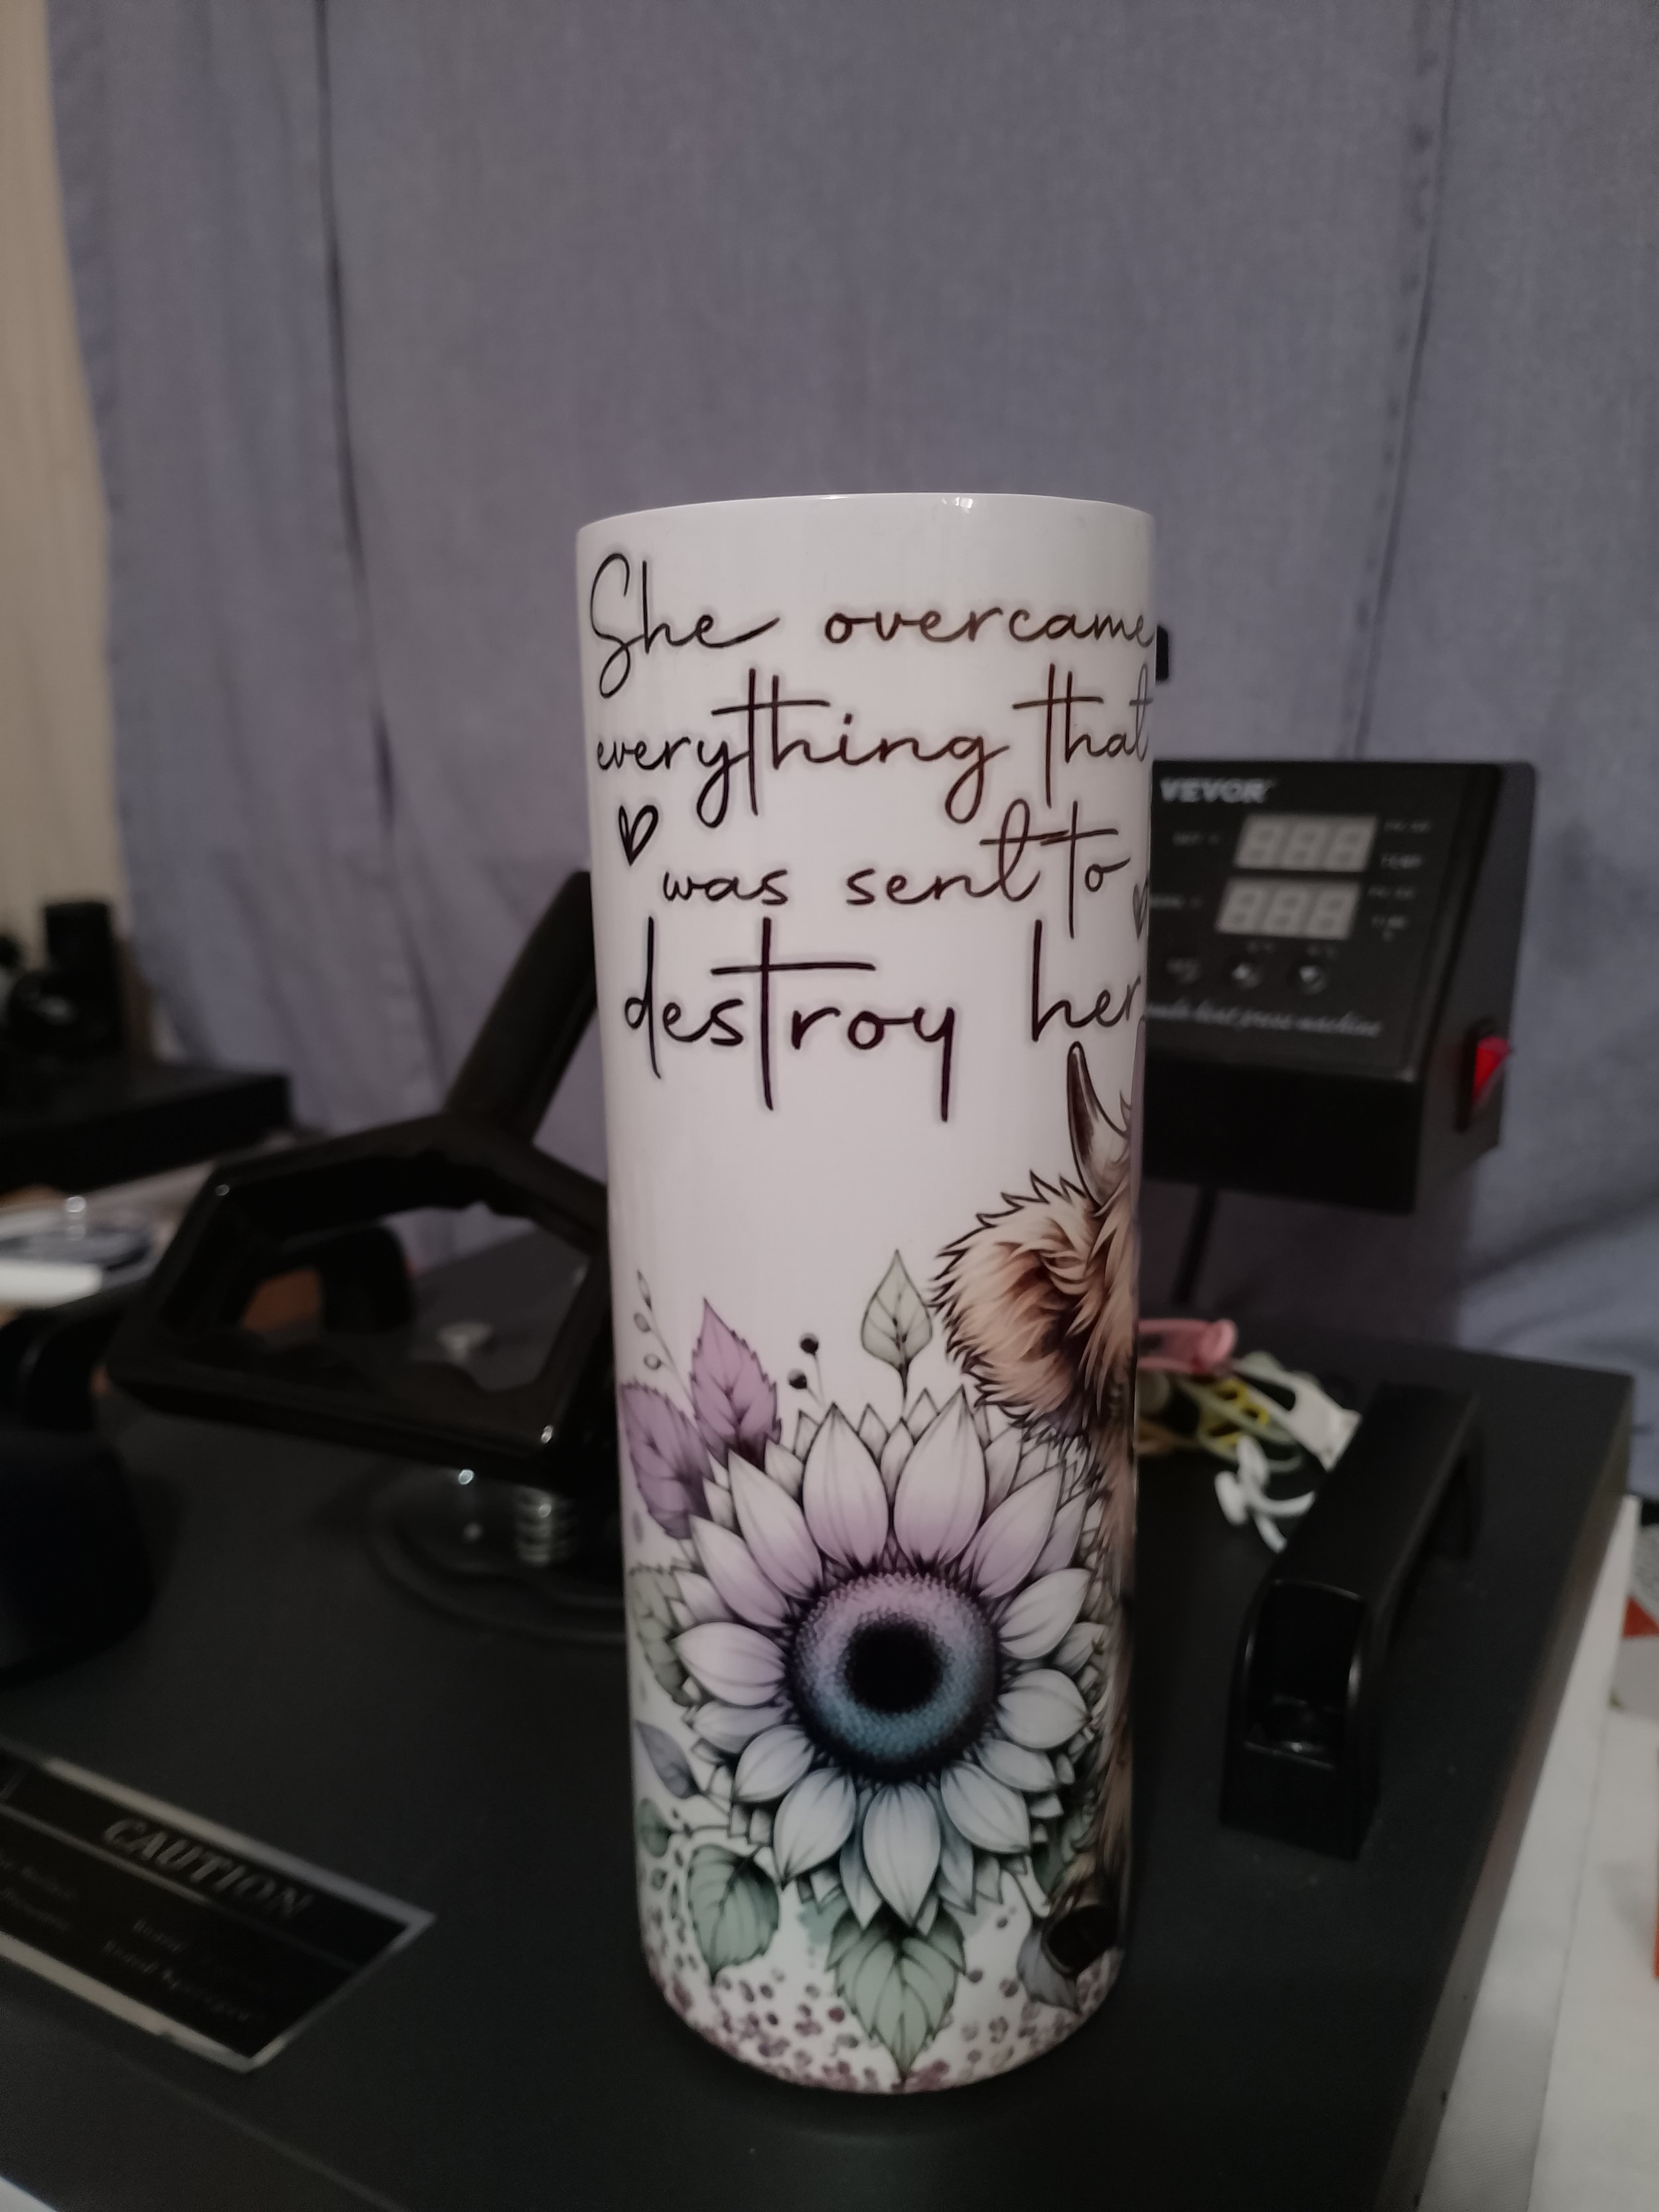 She overcame
everything that
was sent to
destroy her
VEVOR
CAUTION